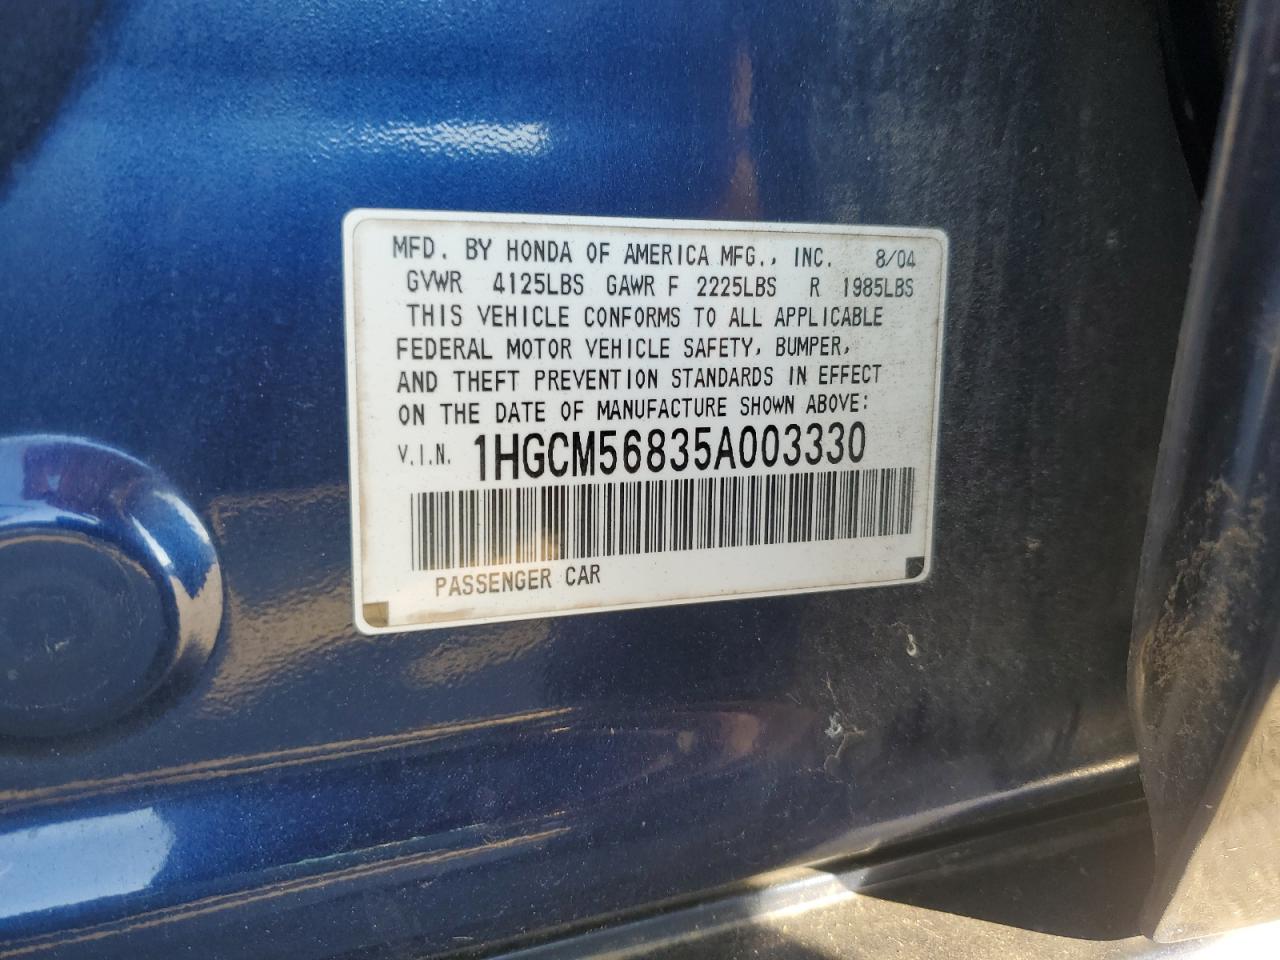 MFD. BY HONDA OF AMERICA MFG., INC. 8/04
GVWR 4125LBS GAWR F 2225LBS R 1985LBS
THIS VEHICLE CONFORMS TO ALL APPLICABLE
FEDERAL MOTOR VEHICLE SAFETY, BUMPER,
AND THEFT PREVENTION STANDARDS IN EFFECT
ON THE DATE OF MANUFACTURE SHOWN ABOVE:
V.I.N. 1HGCM56835A003330
PASSENGER CAR